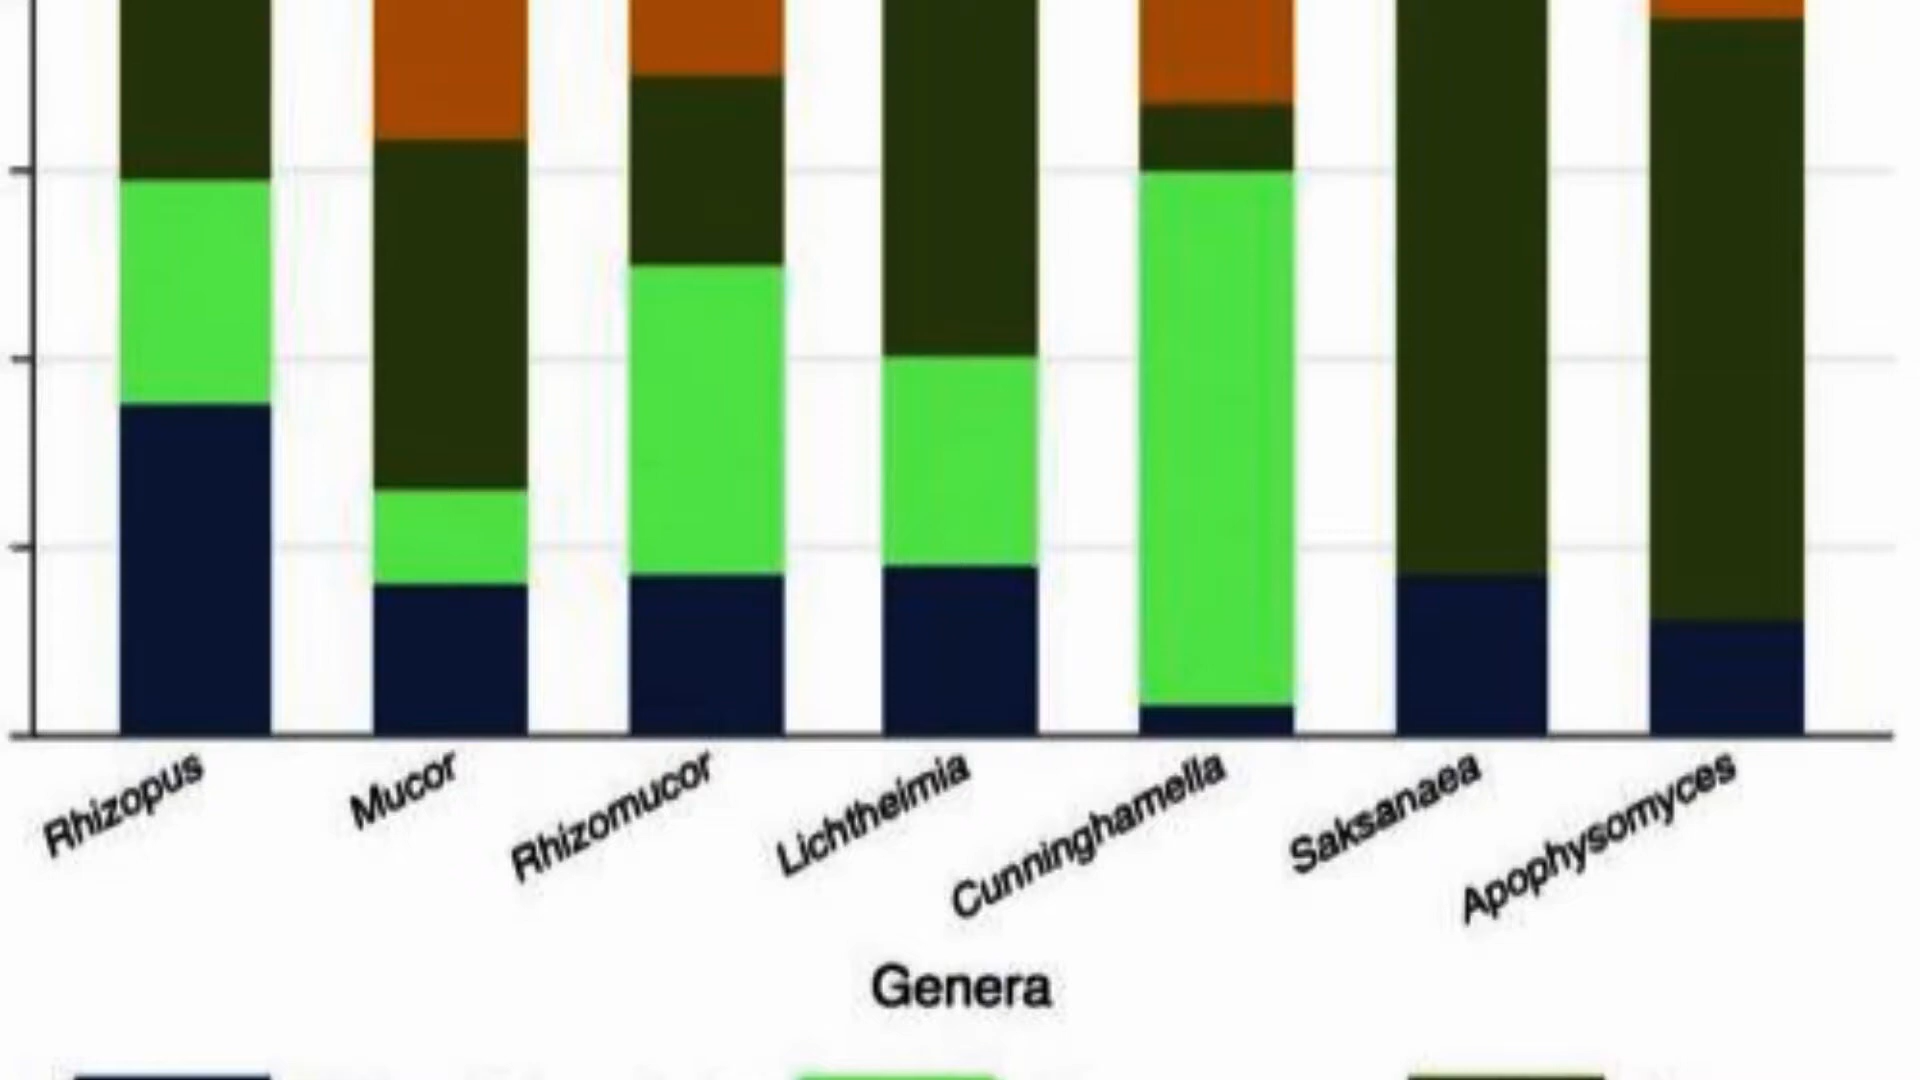 Rhizopus
Mucor
Rhizomucor
Lichtheimia
Cunninghamella
Saksanaea
Apophysomyces
Genera